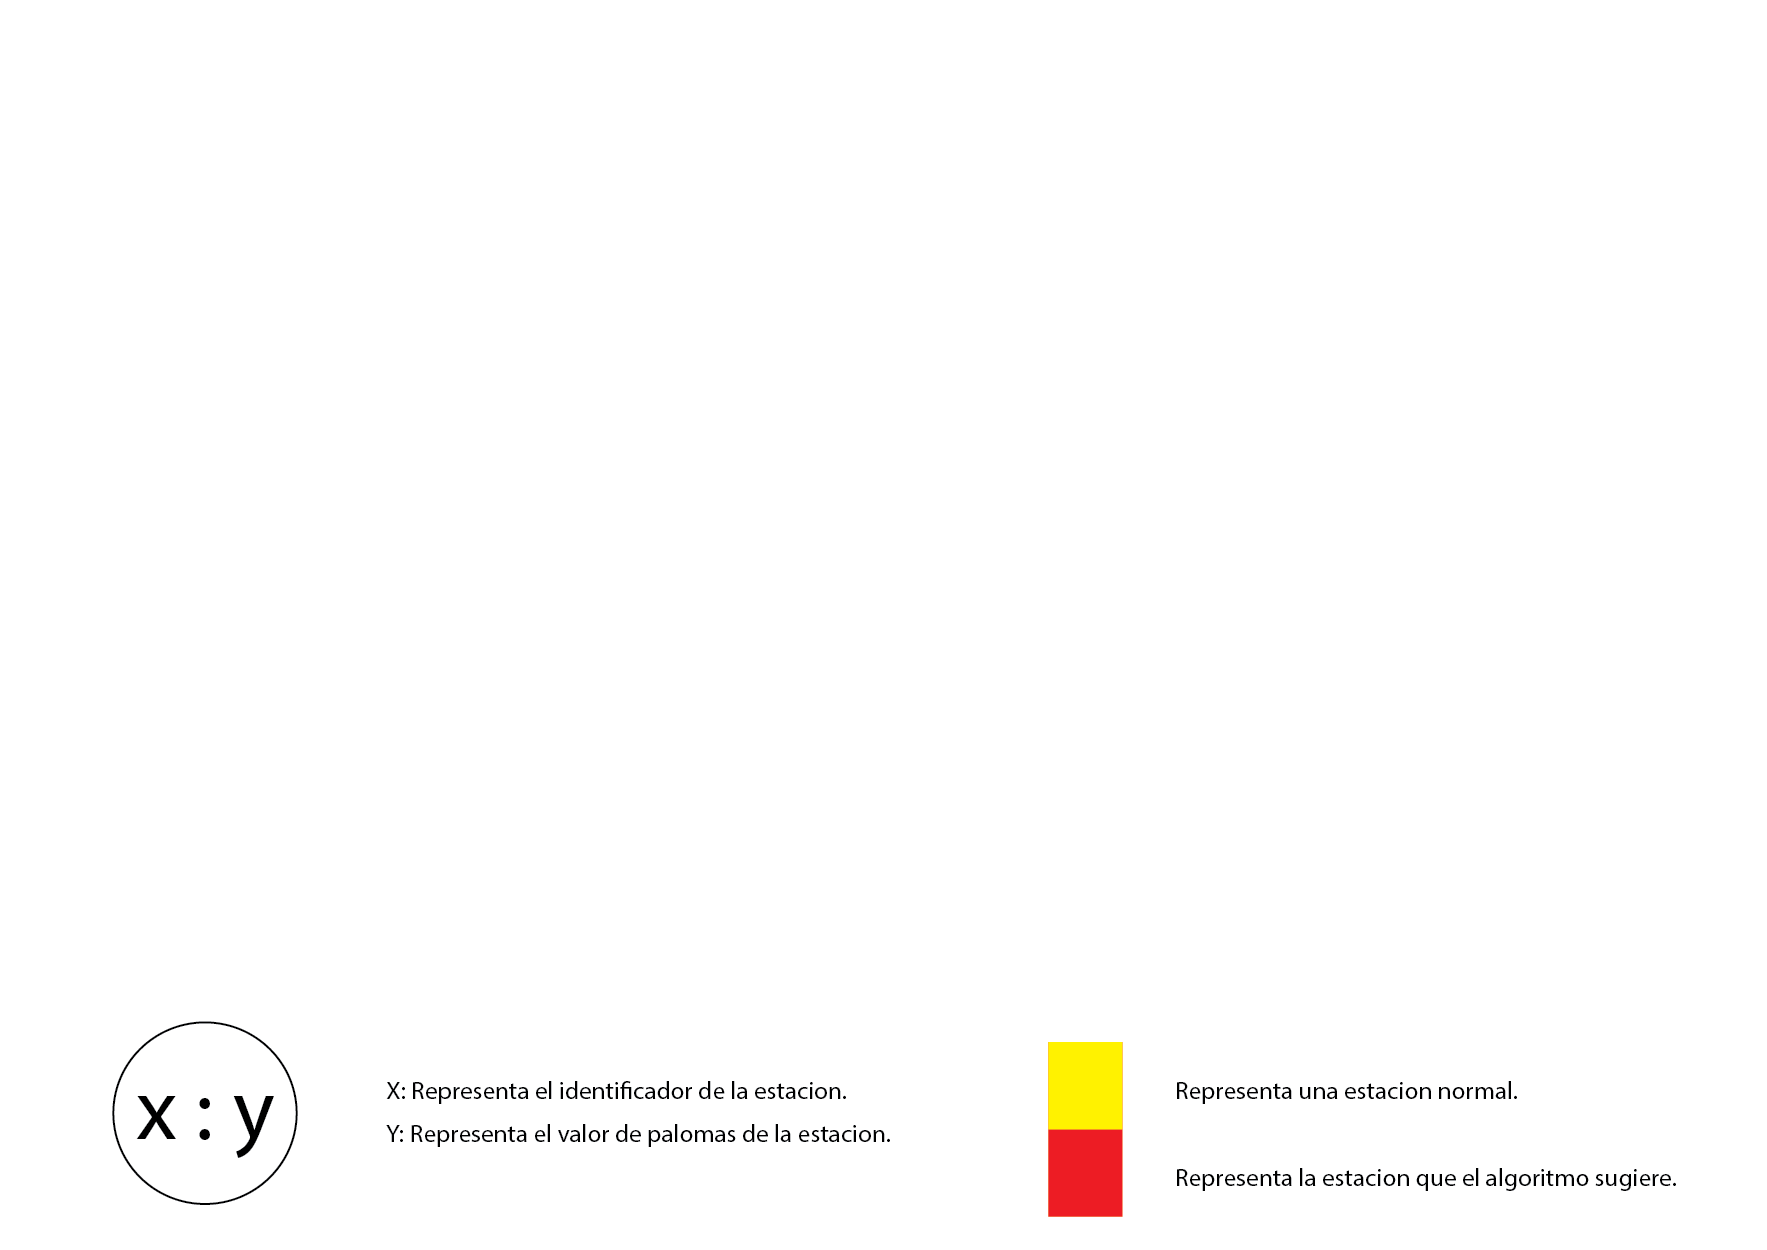 x : y
X: Representa el identificador de la estacion.
Y: Representa el valor de palomas de la estacion.
Representa una estacion normal.
Representa la estacion que el algoritmo sugiere.